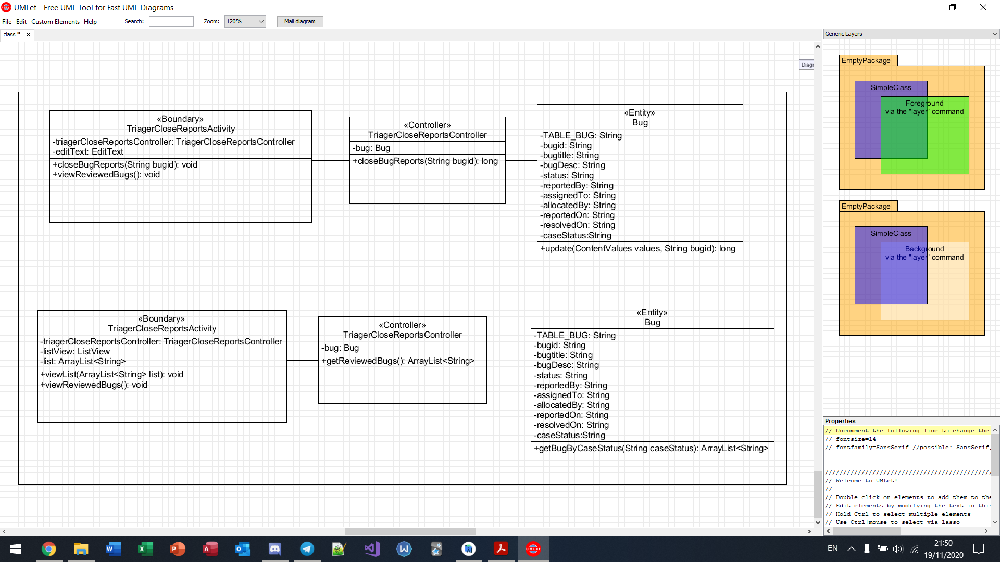 UMLet - Free UML Tool for Fast UML Diagrams
File Edit Custom Elements Help Search: Zoom: 120% Mail diagram
class *
Generic Layers
Diagr
«Boundary»
TriagerCloseReportsActivity
-triagerCloseReportsController: TriagerCloseReportsController
-editText: EditText
+closeBugReports(String bugid): void
+viewReviewedBugs(): void
«Controller»
TriagerCloseReportsController
-bug: Bug
+closeBugReports(String bugid): long
«Entity»
Bug
-TABLE_BUG: String
-bugid: String
-bugtitle: String
-bugDesc: String
-status: String
-reportedBy: String
-assignedTo: String
-allocatedBy: String
-reportedOn: String
-resolvedOn: String
-caseStatus:String
+update(ContentValues values, String bugid): long
«Boundary»
TriagerCloseReportsActivity
-triagerCloseReportsController: TriagerCloseReportsController
-listView: ListView
-list: ArrayList<String>
+viewList(ArrayList<String> list): void
+viewReviewedBugs(): void
«Controller»
TriagerCloseReportsController
-bug: Bug
+getReviewedBugs(): ArrayList<String>
«Entity»
Bug
-TABLE_BUG: String
-bugid: String
-bugtitle: String
-bugDesc: String
-status: String
-reportedBy: String
-assignedTo: String
-allocatedBy: String
-reportedOn: String
-resolvedOn: String
-caseStatus:String
+getBugByCaseStatus(String caseStatus): ArrayList<String>
EmptyPackage
SimpleClass
Foreground
via the "layer" command
EmptyPackage
SimpleClass
Background
via the "layer" command
Properties
// Uncomment the following line to change the
// fontsize=14
// fontfamily=SansSerif //possible: SansSerif,
//////////////////////////////////////////////
// Welcome to UMLet!
//
// Double-click on elements to add them to the
// Edit elements by modifying the text in this
// Hold Ctrl to select multiple elements
// Use Ctrl+mouse to select via lasso
EN
21:50
19/11/2020